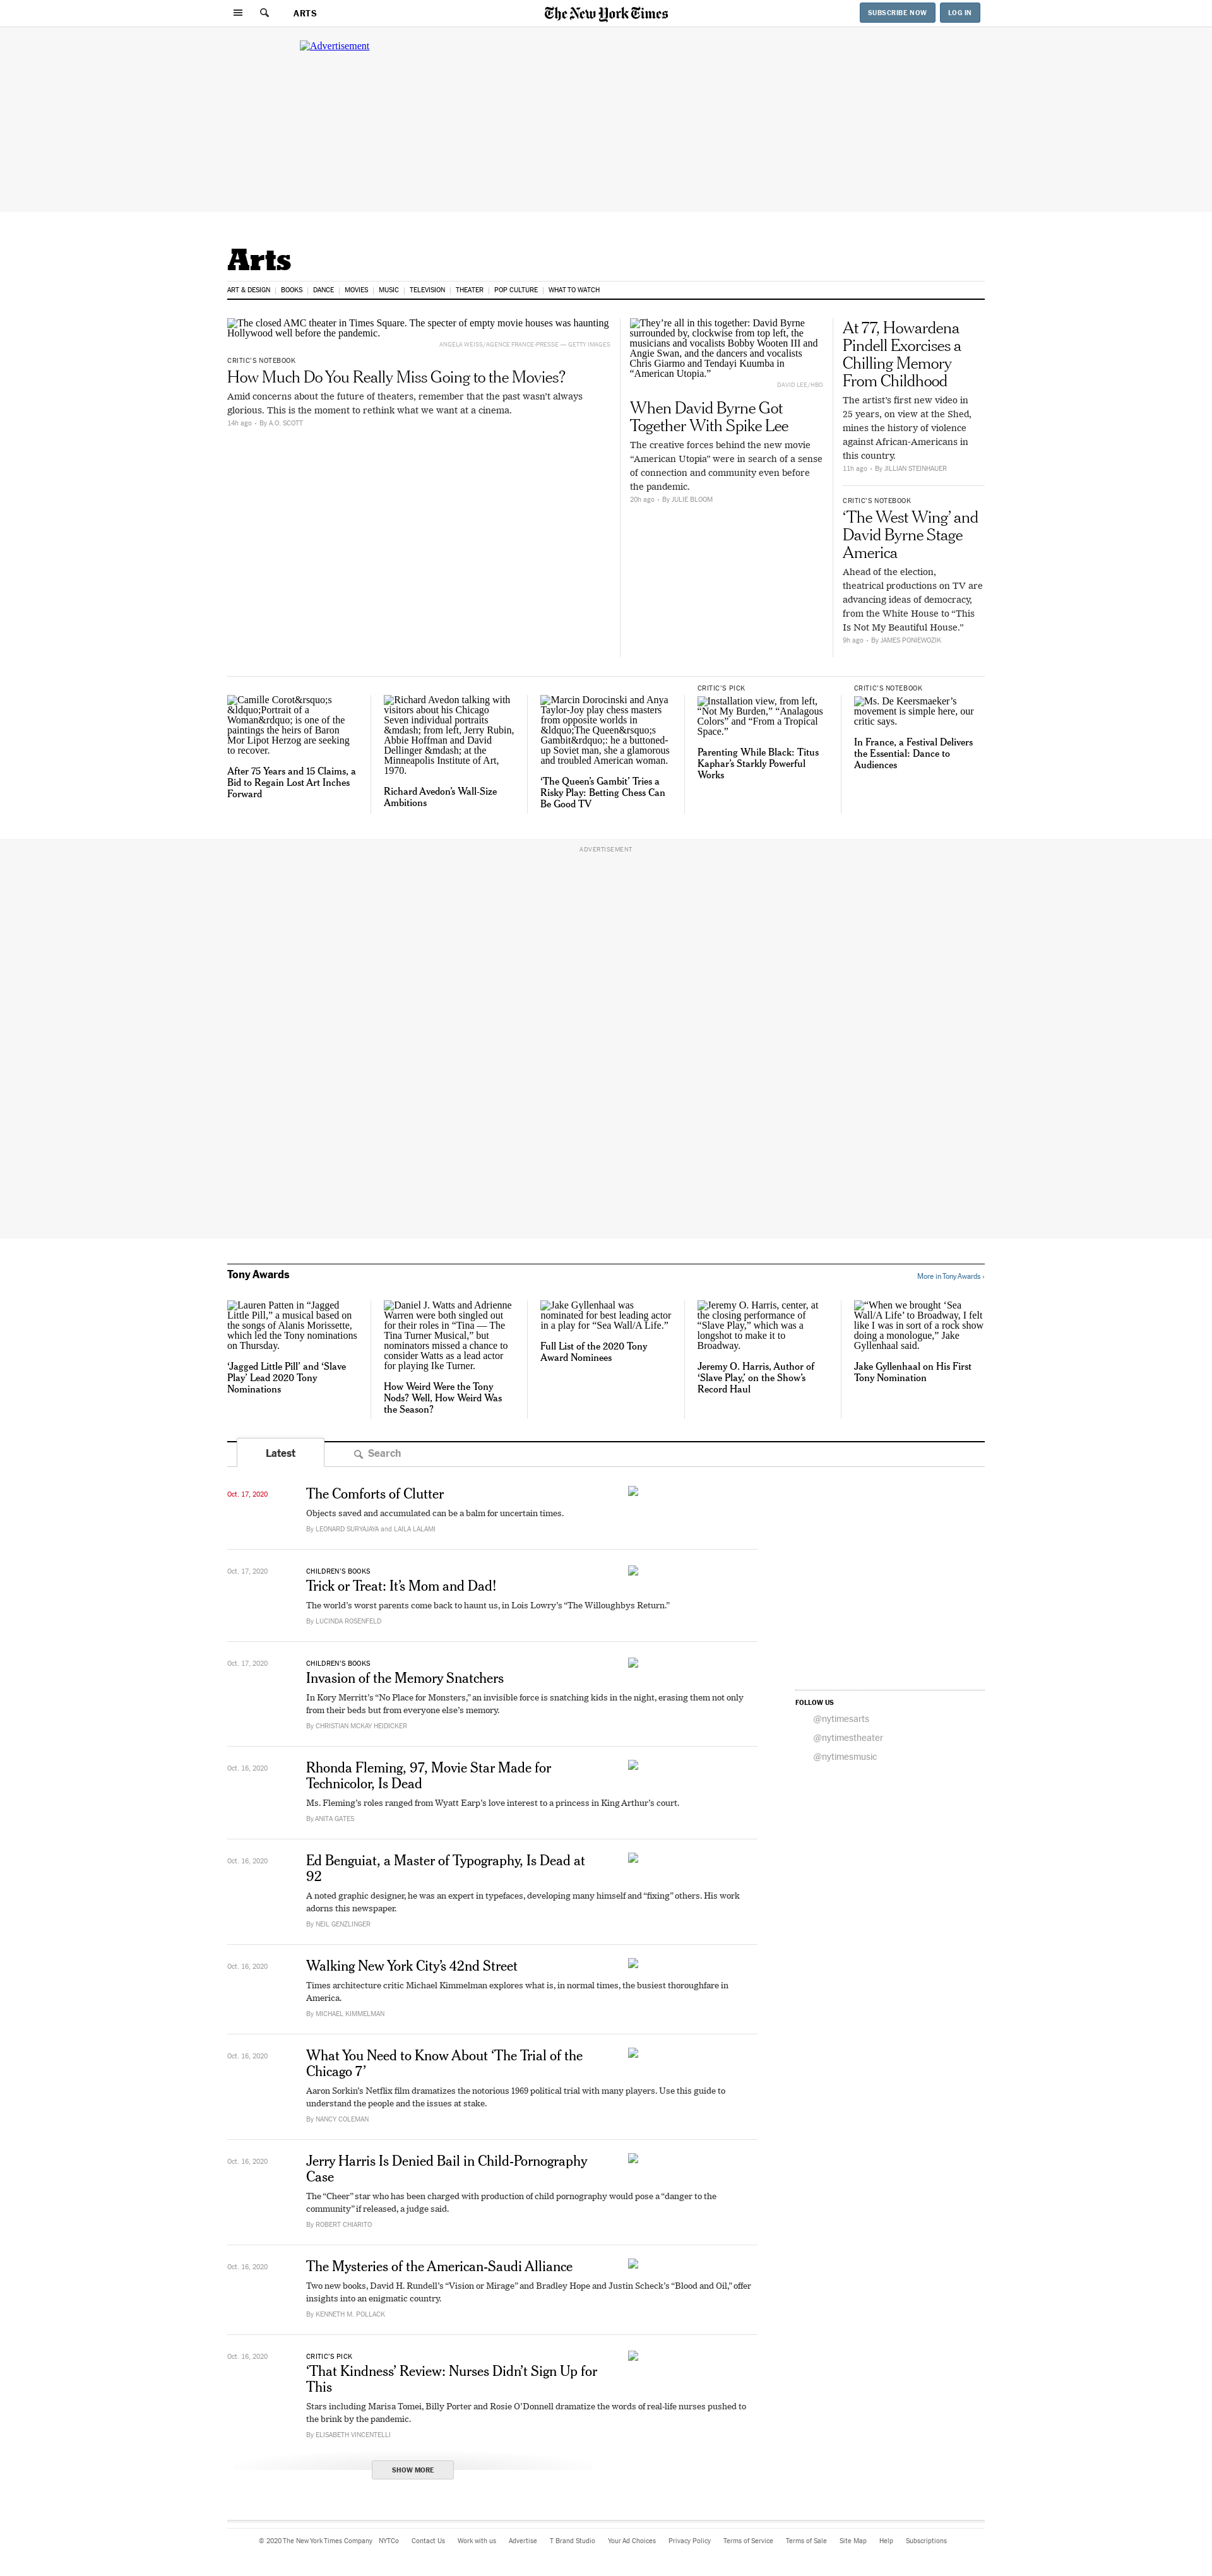 ARTS
The New York Times
SUBSCRIBE NOW
LOG IN
Advertisement
Arts
ART & DESIGN
BOOKS
DANCE
MOVIES
MUSIC
TELEVISION
THEATER
POP CULTURE
WHAT TO WATCH
The closed AMC theater in Times Square. The specter of empty movie houses was haunting
Hollywood well before the pandemic.
ANGELA WEISS/AGENCE FRANCE-PRESSE — GETTY IMAGES
CRITIC'S NOTEBOOK
How Much Do You Really Miss Going to the Movies?
Amid concerns about the future of theaters, remember that the past wasn't always
glorious. This is the moment to rethink what we want at a cinema.
14h ago - By A.O. SCOTT
They're all in this together: David Byrne
surrounded by, clockwise from top left, the
musicians and vocalists Bobby Wooten III and
Angie Swan, and the dancers and vocalists
Chris Giarmo and Tendayi Kuumba in
“American Utopia.”
DAVID LEE/HBO
When David Byrne Got
Together With Spike Lee
The creative forces behind the new movie
“American Utopia” were in search of a sense
of connection and community even before
the pandemic.
20h ago - By JULIE BLOOM
At 77, Howardena
Pindell Exorcises a
Chilling Memory
From Childhood
The artist's first new video in
25 years, on view at the Shed,
mines the history of violence
against African-Americans in
this country.
11h ago - By JILLIAN STEINHAUER
CRITIC'S NOTEBOOK
‘The West Wing’ and
David Byrne Stage
America
Ahead of the election,
theatrical productions on TV are
advancing ideas of democracy,
from the White House to “This
Is Not My Beautiful House.”
9h ago - By JAMES PONIEWOZIK
Camille Corot&rsquo;s
&ldquo;Portrait of a
Woman&rdquo; is one of the
paintings the heirs of Baron
Mor Lipot Herzog are seeking
to recover.
After 75 Years and 15 Claims, a
Bid to Regain Lost Art Inches
Forward
Richard Avedon talking with
visitors about his Chicago
Seven individual portraits
&mdash; from left, Jerry Rubin,
Abbie Hoffman and David
Dellinger &mdash; at the
Minneapolis Institute of Art,
1970.
Richard Avedon's Wall-Size
Ambitions
Marcin Dorocinski and Anya
Taylor-Joy play chess masters
from opposite worlds in
&ldquo;The Queen&rsquo;s
Gambit&rdquo;: he a buttoned-
up Soviet man, she a glamorous
and troubled American woman.
‘The Queen's Gambit’ Tries a
Risky Play: Betting Chess Can
Be Good TV
CRITIC'S PICK
Installation view, from left,
“Not My Burden,” “Analagous
Colors” and “From a Tropical
Space.”
Parenting While Black: Titus
Kaphar's Starkly Powerful
Works
CRITIC'S NOTEBOOK
Ms. De Keersmaeker's
movement is simple here, our
critic says.
In France, a Festival Delivers
the Essential: Dance to
Audiences
ADVERTISEMENT
Tony Awards
More in Tony Awards ›
Lauren Patten in “Jagged
Little Pill,” a musical based on
the songs of Alanis Morissette,
which led the Tony nominations
on Thursday.
‘Jagged Little Pill’ and ‘Slave
Play’ Lead 2020 Tony
Nominations
Daniel J. Watts and Adrienne
Warren were both singled out
for their roles in “Tina — The
Tina Turner Musical,” but
nominators missed a chance to
consider Watts as a lead actor
for playing Ike Turner.
How Weird Were the Tony
Nods? Well, How Weird Was
the Season?
Jake Gyllenhaal was
nominated for best leading actor
in a play for “Sea Wall/A Life.”
Full List of the 2020 Tony
Award Nominees
Jeremy O. Harris, center, at
the closing performance of
“Slave Play,” which was a
longshot to make it to
Broadway.
Jeremy O. Harris, Author of
‘Slave Play,’ on the Show's
Record Haul
“When we brought ‘Sea
Wall/A Life’ to Broadway, I felt
like I was in sort of a rock show
doing a monologue,” Jake
Gyllenhaal said.
Jake Gyllenhaal on His First
Tony Nomination
Latest
Search
Oct. 17, 2020
The Comforts of Clutter
Objects saved and accumulated can be a balm for uncertain times.
By LEONARD SURYAJAYA and LAILA LALAMI
Oct. 17, 2020
CHILDREN'S BOOKS
Trick or Treat: It's Mom and Dad!
The world's worst parents come back to haunt us, in Lois Lowry's “The Willoughbys Return.”
By LUCINDA ROSENFELD
Oct. 17, 2020
CHILDREN'S BOOKS
Invasion of the Memory Snatchers
In Kory Merritt's “No Place for Monsters,” an invisible force is snatching kids in the night, erasing them not only
from their beds but from everyone else's memory.
By CHRISTIAN MCKAY HEIDICKER
FOLLOW US
@nytimesarts
@nytimestheater
@nytimesmusic
Oct. 16, 2020
Rhonda Fleming, 97, Movie Star Made for
Technicolor, Is Dead
Ms. Fleming's roles ranged from Wyatt Earp's love interest to a princess in King Arthur's court.
By ANITA GATES
Oct. 16, 2020
Ed Benguiat, a Master of Typography, Is Dead at
92
A noted graphic designer, he was an expert in typefaces, developing many himself and “fixing” others. His work
adorns this newspaper.
By NEIL GENZLINGER
Oct. 16, 2020
Walking New York City's 42nd Street
Times architecture critic Michael Kimmelman explores what is, in normal times, the busiest thoroughfare in
America.
By MICHAEL KIMMELMAN
Oct. 16, 2020
What You Need to Know About ‘The Trial of the
Chicago 7’
Aaron Sorkin's Netflix film dramatizes the notorious 1969 political trial with many players. Use this guide to
understand the people and the issues at stake.
By NANCY COLEMAN
Oct. 16, 2020
Jerry Harris Is Denied Bail in Child-Pornography
Case
The “Cheer” star who has been charged with production of child pornography would pose a “danger to the
community” if released, a judge said.
By ROBERT CHIARITO
Oct. 16, 2020
The Mysteries of the American-Saudi Alliance
Two new books, David H. Rundell's “Vision or Mirage” and Bradley Hope and Justin Scheck's “Blood and Oil,” offer
insights into an enigmatic country.
By KENNETH M. POLLACK
Oct. 16, 2020
CRITIC'S PICK
‘That Kindness’ Review: Nurses Didn't Sign Up for
This
Stars including Marisa Tomei, Billy Porter and Rosie O'Donnell dramatize the words of real-life nurses pushed to
the brink by the pandemic.
By ELISABETH VINCENTELLI
SHOW MORE
© 2020 The New York Times Company
NYTCo
Contact Us
Work with us
Advertise
T Brand Studio
Your Ad Choices
Privacy Policy
Terms of Service
Terms of Sale
Site Map
Help
Subscriptions